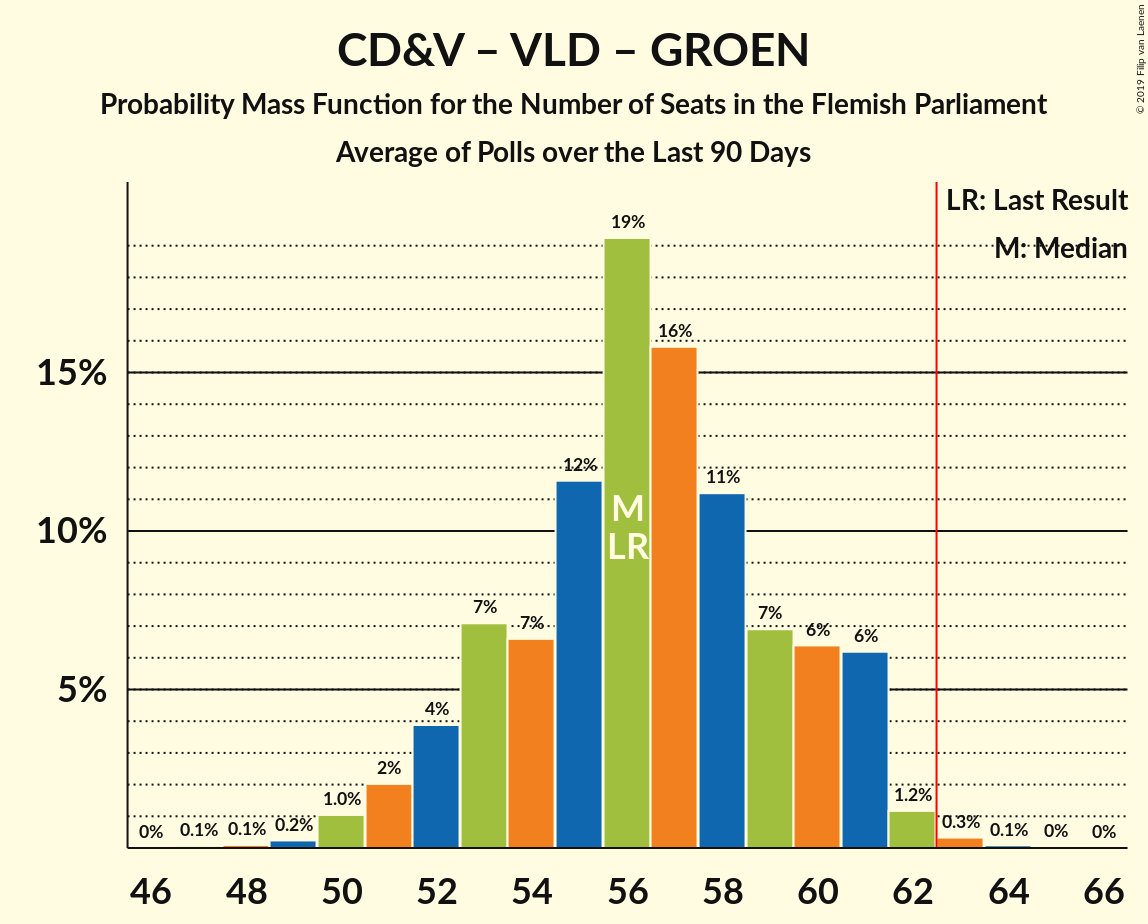 CD&V – VLD – GROEN
Probability Mass Function for the Number of Seats in the Flemish Parliament
Average of Polls over the Last 90 Days
© 2019 Filip van Laenen
LR: Last Result
M: Median
15%
10%
5%
0%
0.1%
0.1%
0.2%
1.0%
2%
4%
7%
7%
12%
19%
16%
11%
7%
6%
6%
1.2%
0.3%
0.1%
0%
0%
M
LR
46 48 50 52 54 56 58 60 62 64 66